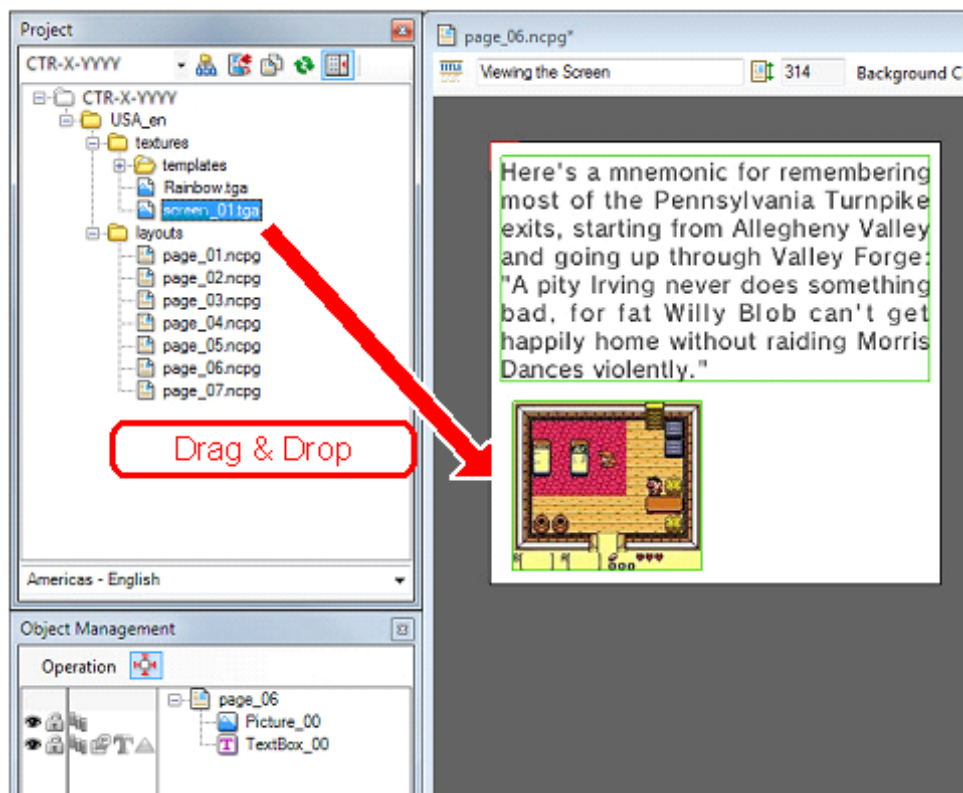 Project
CTR-X-YYYY
CTR-X-YYYY
USA_en
textures
templates
Rainbow.tga
screen_01.tga
layouts
page_01.ncpg
page_02.ncpg
page_03.ncpg
page_04.ncpg
page_05.ncpg
page_06.ncpg
page_07.ncpg
Drag & Drop
Americas - English
Object Management
Operation
page_06
Picture_00
TextBox_00
page_06.ncpg*
Viewing the Screen 314 Background C
Here's a mnemonic for remembering
most of the Pennsylvania Turnpike
exits, starting from Allegheny Valley
and going up through Valley Forge:
"A pity Irving never does something
bad, for fat Willy Blob can't get
happily home without raiding Morris
Dances violently."